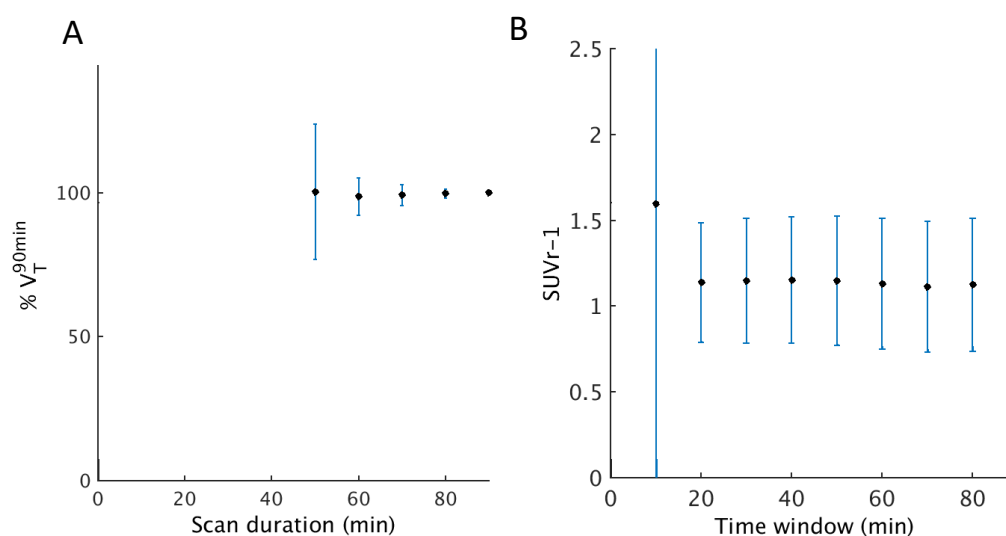 A
% V_T^90min
100
50
0
0 20 40 60 80
Scan duration (min)
B
SUVr−1
2.5
2
1.5
1
0.5
0
0 20 40 60 80
Time window (min)